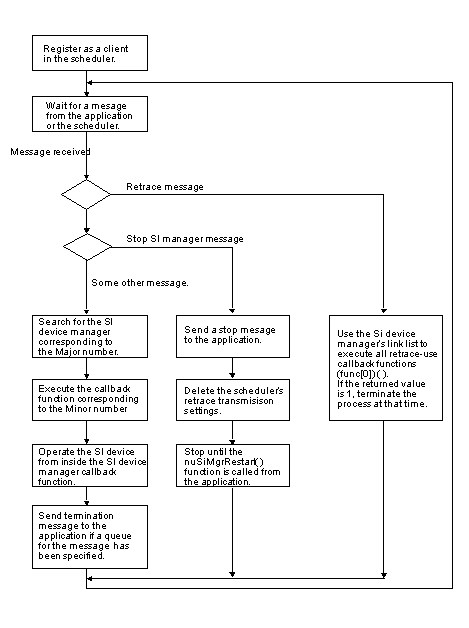 Register as a client
in the scheduler.
Wait for a mesage
from the application
or the scheduler.
Message received
Retrace message
Stop SI manager message
Some other message.
Search for the SI
device manager
corresponding to
the Major number.
Send a stop message
to the application.
Use the Si device
manager's link list to
execute all retrace-use
callback functions
(func[0])( ).
If the returned value
is 1, terminate the
process at that time.
Execute the callback
function corresponding
to the Minor number
Delete the scheduler's
retrace transmisison
settings.
Operate the SI device
from inside the SI device
manager callback
function.
Stop until the
nuSiMgrRestart( )
function is called from
the application.
Send termination
message to the
application if a queue
for the message has
been specified.